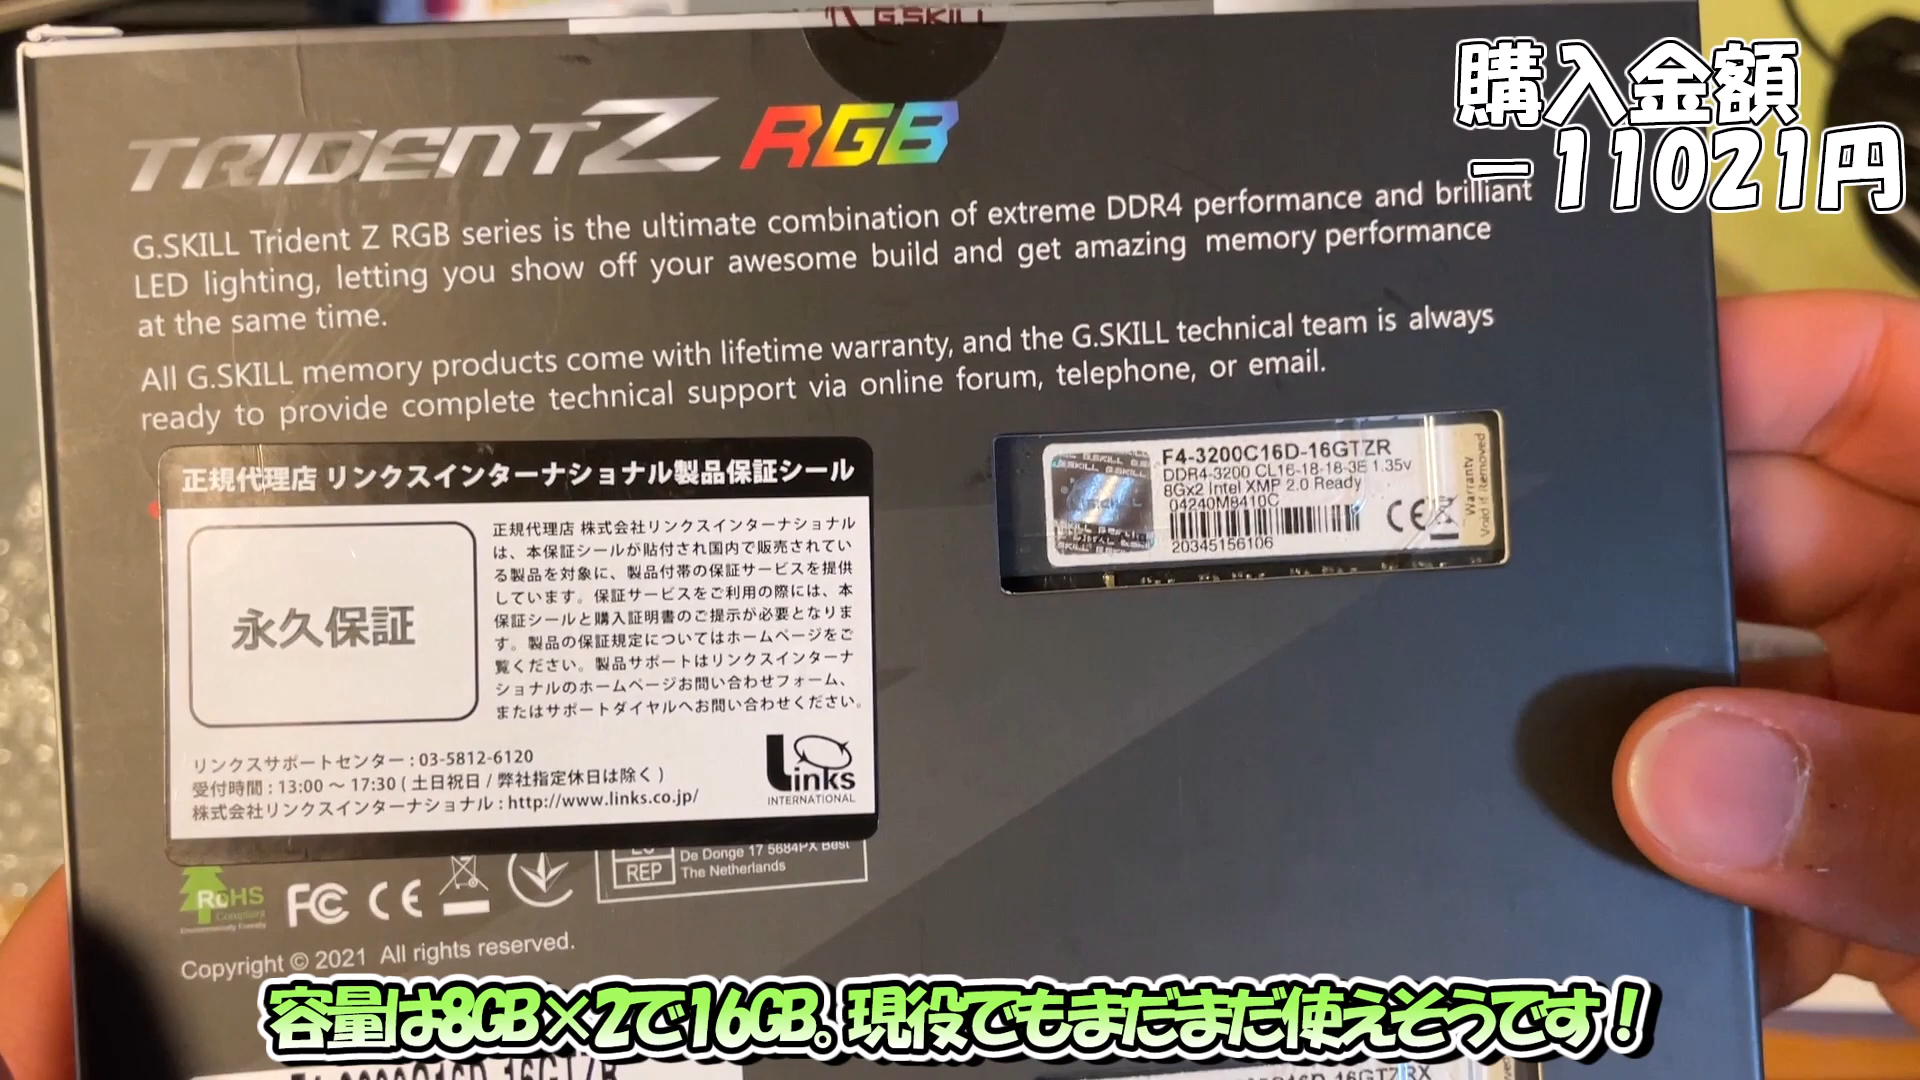 G.SKILL
購入金額
－11021円
TRIDENTZ RGB
G.SKILL Trident Z RGB series is the ultimate combination of extreme DDR4 performance and brilliant
LED lighting, letting you show off your awesome build and get amazing memory performance
at the same time.
All G.SKILL memory products come with lifetime warranty, and the G.SKILL technical team is always
ready to provide complete technical support via online forum, telephone, or email.
正規代理店 リンクスインターナショナル製品保証シール
永久保証
正規代理店 株式会社リンクスインターナショナル
は、本保証シールが貼付され国内で販売されてい
る製品を対象に、製品付帯の保証サービスを提供
しています。保証サービスをご利用の際には、本
保証シールと購入証明書のご提示が必要となりま
す。製品の保証規定についてはホームページをご
覧ください。製品サポートはリンクスインターナ
ショナルのホームページお問い合わせフォーム、
またはサポートダイヤルへお問い合わせください。
リンクスサポートセンター : 03-5812-6120
受付時間 : 13:00 ～ 17:30 ( 土日祝日 / 弊社指定休日は除く )
株式会社リンクスインターナショナル : http://www.links.co.jp/
Links
INTERNATIONAL
F4-3200C16D-16GTZR
DDR4-3200 CL16-18-18-38 1.35v
8Gx2 Intel XMP 2.0 Ready
04240M8410C
20345156106
CE
Warranty
Void if Removed
RoHS
Compliant
Environmentally Friendly
FC CE
REP
De Donge 17 5684PX Best
The Netherlands
Copyright © 2021 All rights reserved.
容量は8GB×2で16GB。現役でもまだまだ使えそうです！